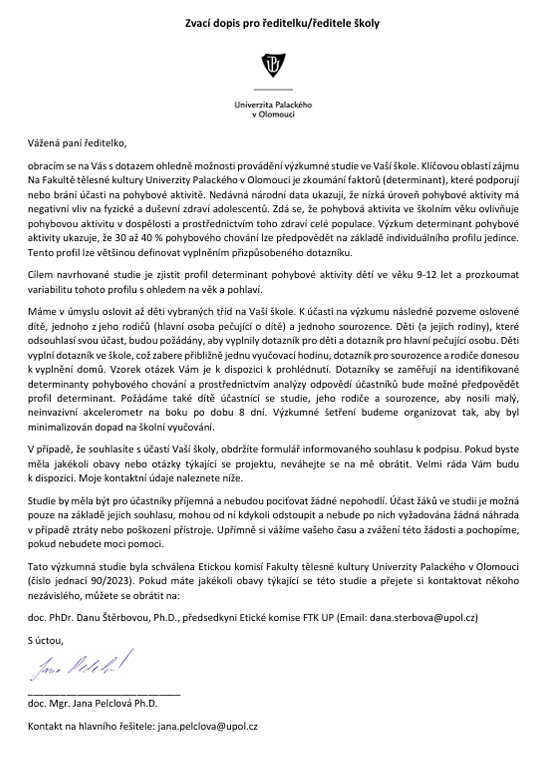 Zvací dopis pro ředitelku/ředitele školy
Univerzita Palackého
v Olomouci
Vážená paní ředitelko,
obracím se na Vás s dotazem ohledně možnosti provádění výzkumné studie ve Vaší škole. Klíčovou oblastí zájmu
Na Fakultě tělesné kultury Univerzity Palackého v Olomouci je zkoumání faktorů (determinant), které podporují
nebo brání účasti na pohybové aktivitě. Nedávná národní data ukazují, že nízká úroveň pohybové aktivity má
negativní vliv na fyzické a duševní zdraví adolescentů. Zdá se, že pohybová aktivita ve školním věku ovlivňuje
pohybovou aktivitu v dospělosti a prostřednictvím toho zdraví celé populace. Výzkum determinant pohybové
aktivity ukazuje, že 30 až 40 % pohybového chování lze předpovědět na základě individuálního profilu jedince.
Tento profil lze většinou definovat vyplněním přizpůsobeného dotazníku.
Cílem navrhované studie je zjistit profil determinant pohybové aktivity dětí ve věku 9-12 let a prozkoumat
variabilitu tohoto profilu s ohledem na věk a pohlaví.
Máme v úmyslu oslovit až děti vybraných tříd na Vaší škole. K účasti na výzkumu následně pozveme oslovené
dítě, jednoho z jeho rodičů (hlavní osoba pečující o dítě) a jednoho sourozence. Děti (a jejich rodiny), které
odsouhlasí svou účast, budou požádány, aby vyplnily dotazník pro děti a dotazník pro hlavní pečující osobu. Děti
vyplní dotazník ve škole, což zabere přibližně jednu vyučovací hodinu, dotazník pro sourozence a rodiče donesou
k vyplnění domů. Vzorek otázek Vám je k dispozici k prohlédnutí. Dotazníky se zaměřují na identifikované
determinanty pohybového chování a prostřednictvím analýzy odpovědí účastníků bude možné předpovědět
profil determinant. Požádáme také dítě účastnící se studie, jeho rodiče a sourozence, aby nosili malý,
neinvazivní akcelerometr na boku po dobu 8 dní. Výzkumné šetření budeme organizovat tak, aby byl
minimalizován dopad na školní vyučování.
V případě, že souhlasíte s účastí Vaší školy, obdržíte formulář informovaného souhlasu k podpisu. Pokud byste
měla jakékoli obavy nebo otázky týkající se projektu, neváhejte se na mě obrátit. Velmi ráda Vám budu
k dispozici. Moje kontaktní údaje naleznete níže.
Studie by měla být pro účastníky příjemná a nebudou pociťovat žádné nepohodlí. Účast žáků ve studii je možná
pouze na základě jejich souhlasu, mohou od ní kdykoli odstoupit a nebude po nich vyžadována žádná náhrada
v případě ztráty nebo poškození přístroje. Upřímně si vážíme vašeho času a zvážení této žádosti a pochopíme,
pokud nebudete moci pomoci.
Tato výzkumná studie byla schválena Etickou komisí Fakulty tělesné kultury Univerzity Palackého v Olomouci
(číslo jednací 90/2023). Pokud máte jakékoli obavy týkající se této studie a přejete si kontaktovat někoho
nezávislého, můžete se obrátit na:
doc. PhDr. Danu Štěrbovou, Ph.D., předsedkyni Etické komise FTK UP (Email: dana.sterbova@upol.cz)
S úctou,
Jana Pelclová
doc. Mgr. Jana Pelclová Ph.D.
Kontakt na hlavního řešitele: jana.pelclova@upol.cz